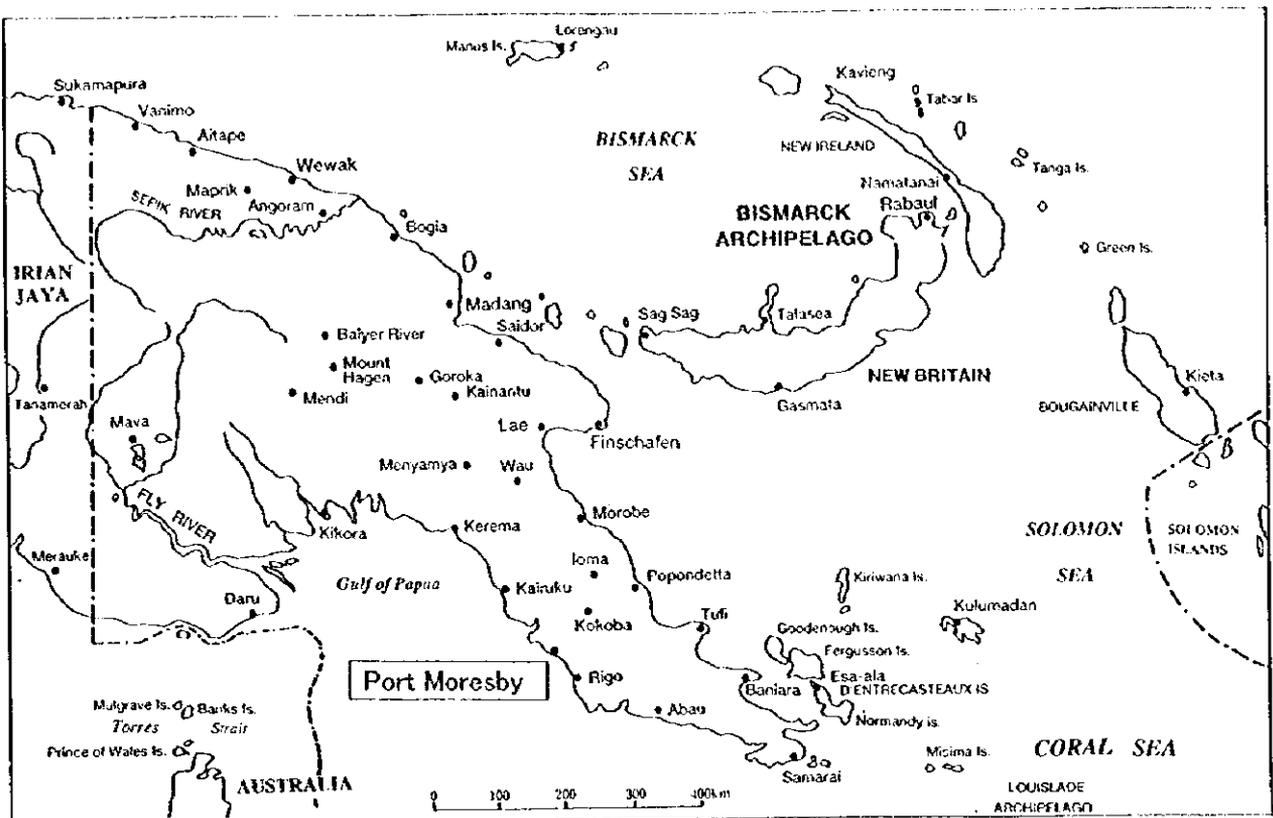 Lorengau
Manus Is.
Sukamapura
Kavieng
Tabar Is
Vanimo
Aitape
BISMARCK
SEA
NEW IRELAND
Wewak
Tanga Is.
Maprik
Namatanai
SEPIK RIVER
Angoram
Rabaul
BISMARCK
ARCHIPELAGO
Bogia
Green Is.
IRIAN
JAYA
Madang
Sag Sag
Talasea
Saidor
Baiyer River
Mount
Hagen
Goroka
NEW BRITAIN
Kieta
Kainantu
Mendi
Tanamerah
Gasmata
BOUGAINVILLE
Mava
Lae
Finschafen
Menyamya
Wau
FLY RIVER
Morobe
Kikora
Kerema
SOLOMON
SEA
SOLOMON
ISLANDS
Merauke
Ioma
Popondetta
Kiriwana Is.
Gulf of Papua
Kairuku
Daru
Kulumadan
Kokoba
Tufi
Goodenough Is.
Fergusson Is.
Port Moresby
Rigo
Esa-ala
Baniara
D'ENTRECASTEAUX IS
Mulgrave Is.
Banks Is.
Abau
Normandy is.
Torres Strait
Prince of Wales Is.
CORAL SEA
Misima Is.
Samarai
AUSTRALIA
LOUISLADE
ARCHIPELAGO
0 100 200 400km